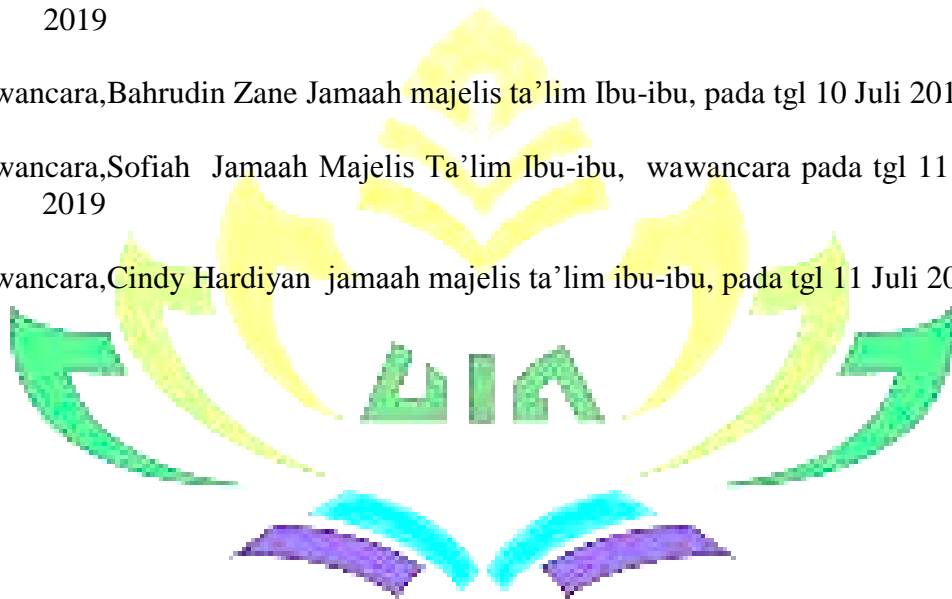 2019
wancara,Bahrudin Zane Jamaah majelis ta’lim Ibu-ibu, pada tgl 10 Juli 201
wancara,Sofiah Jamaah Majelis Ta’lim Ibu-ibu, wawancara pada tgl 11
2019
wancara,Cindy Hardiyan jamaah majelis ta’lim ibu-ibu, pada tgl 11 Juli 20
UIN